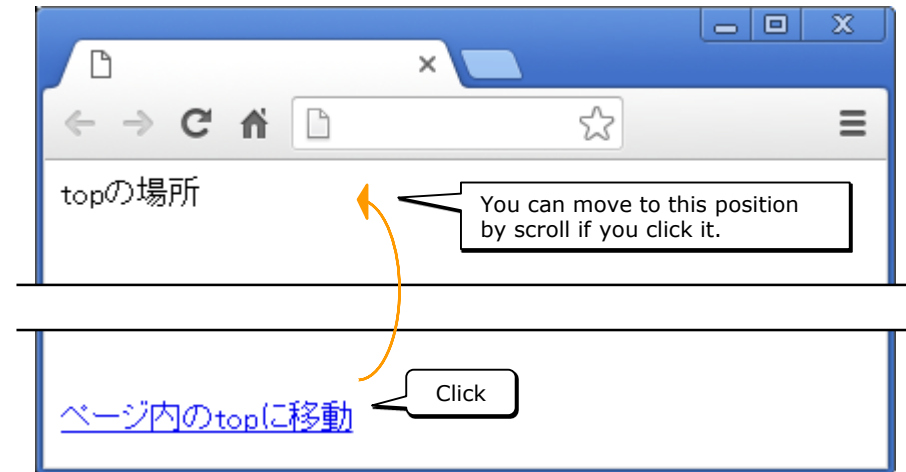 topの場所
You can move to this position
by scroll if you click it.
Click
ページ内のtopに移動